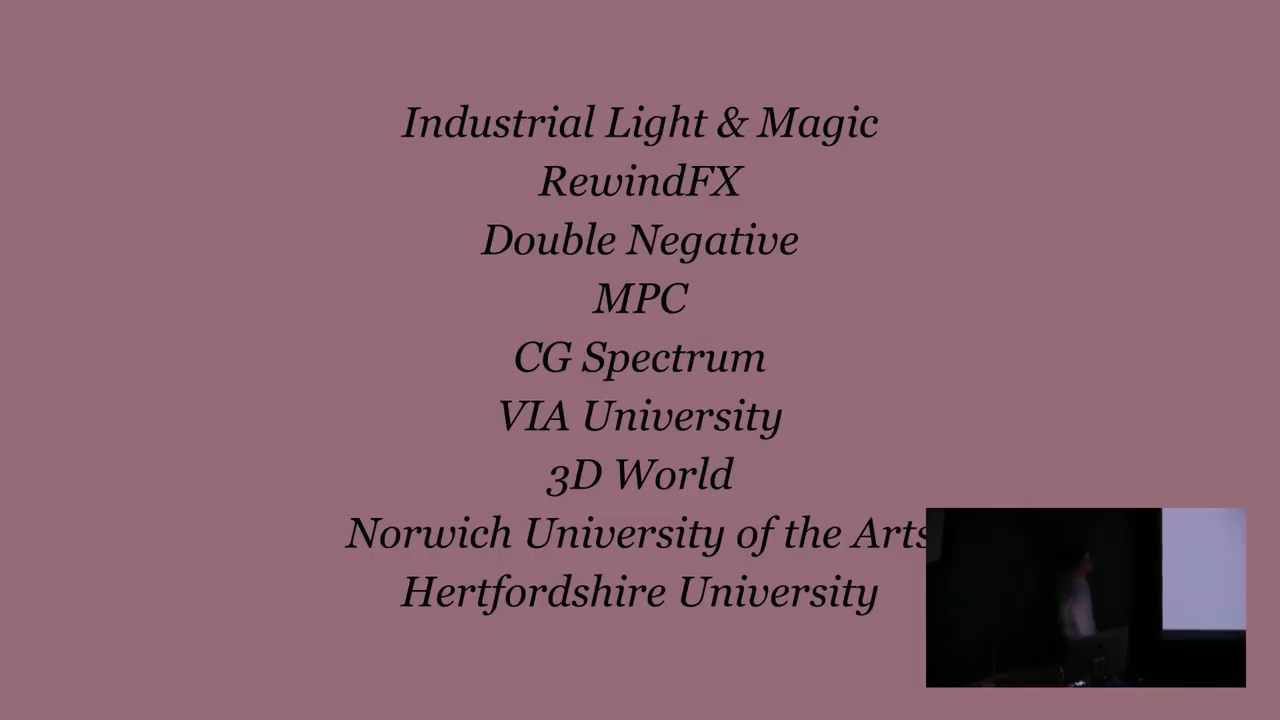 Industrial Light & Magic
RewindFX
Double Negative
MPC
CG Spectrum
VIA University
3D World
Norwich University of the Arts
Hertfordshire University